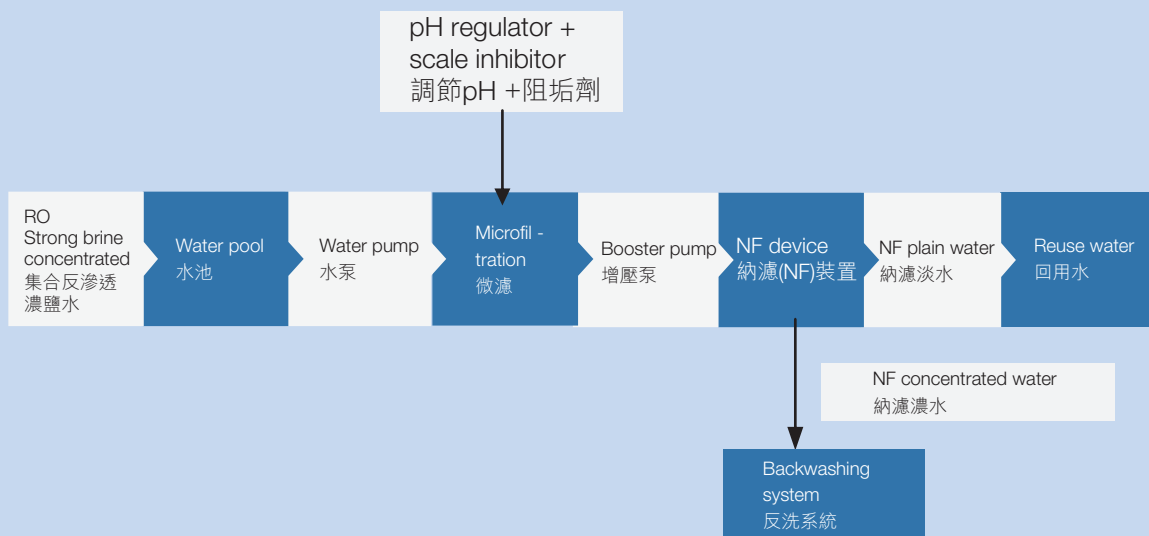 pH regulator +
scale inhibitor
調節pH +阻垢劑
RO
Strong brine
concentrated
集合反滲透
濃鹽水
Water pool
水池
Water pump
水泵
Microfil -
tration
微濾
Booster pump
增壓泵
NF device
納濾(NF)裝置
NF plain water
納濾淡水
Reuse water
回用水
NF concentrated water
納濾濃水
Backwashing
system
反洗系統